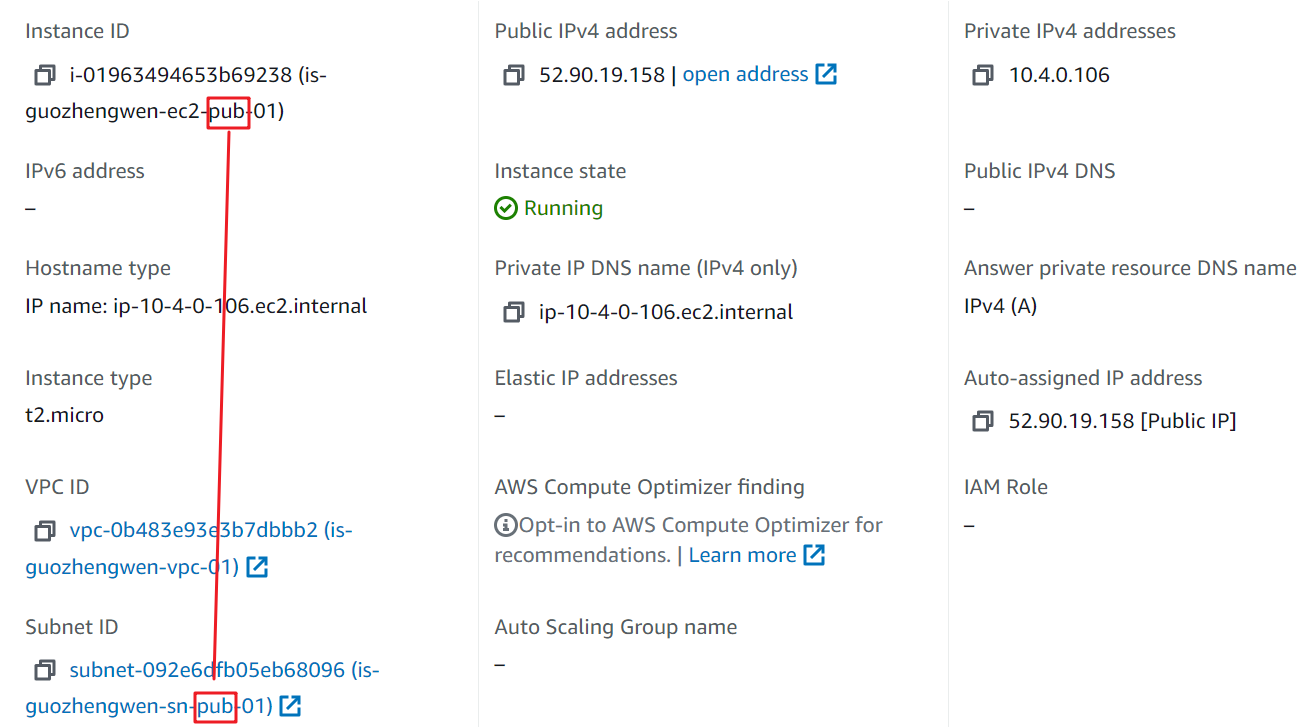 Instance ID
i-01963494653b69238 (is-
guozhengwen-ec2-pub-01)
Public IPv4 address
52.90.19.158 | open address
Private IPv4 addresses
10.4.0.106
IPv6 address
–
Instance state
Running
Public IPv4 DNS
–
Hostname type
IP name: ip-10-4-0-106.ec2.internal
Private IP DNS name (IPv4 only)
ip-10-4-0-106.ec2.internal
Answer private resource DNS name
IPv4 (A)
Instance type
t2.micro
Elastic IP addresses
–
Auto-assigned IP address
52.90.19.158 [Public IP]
VPC ID
vpc-0b483e93e3b7dbbb2 (is-
guozhengwen-vpc-01)
AWS Compute Optimizer finding
Opt-in to AWS Compute Optimizer for
recommendations. | Learn more
IAM Role
–
Subnet ID
subnet-092e6dfb05eb68096 (is-
guozhengwen-sn-pub-01)
Auto Scaling Group name
–